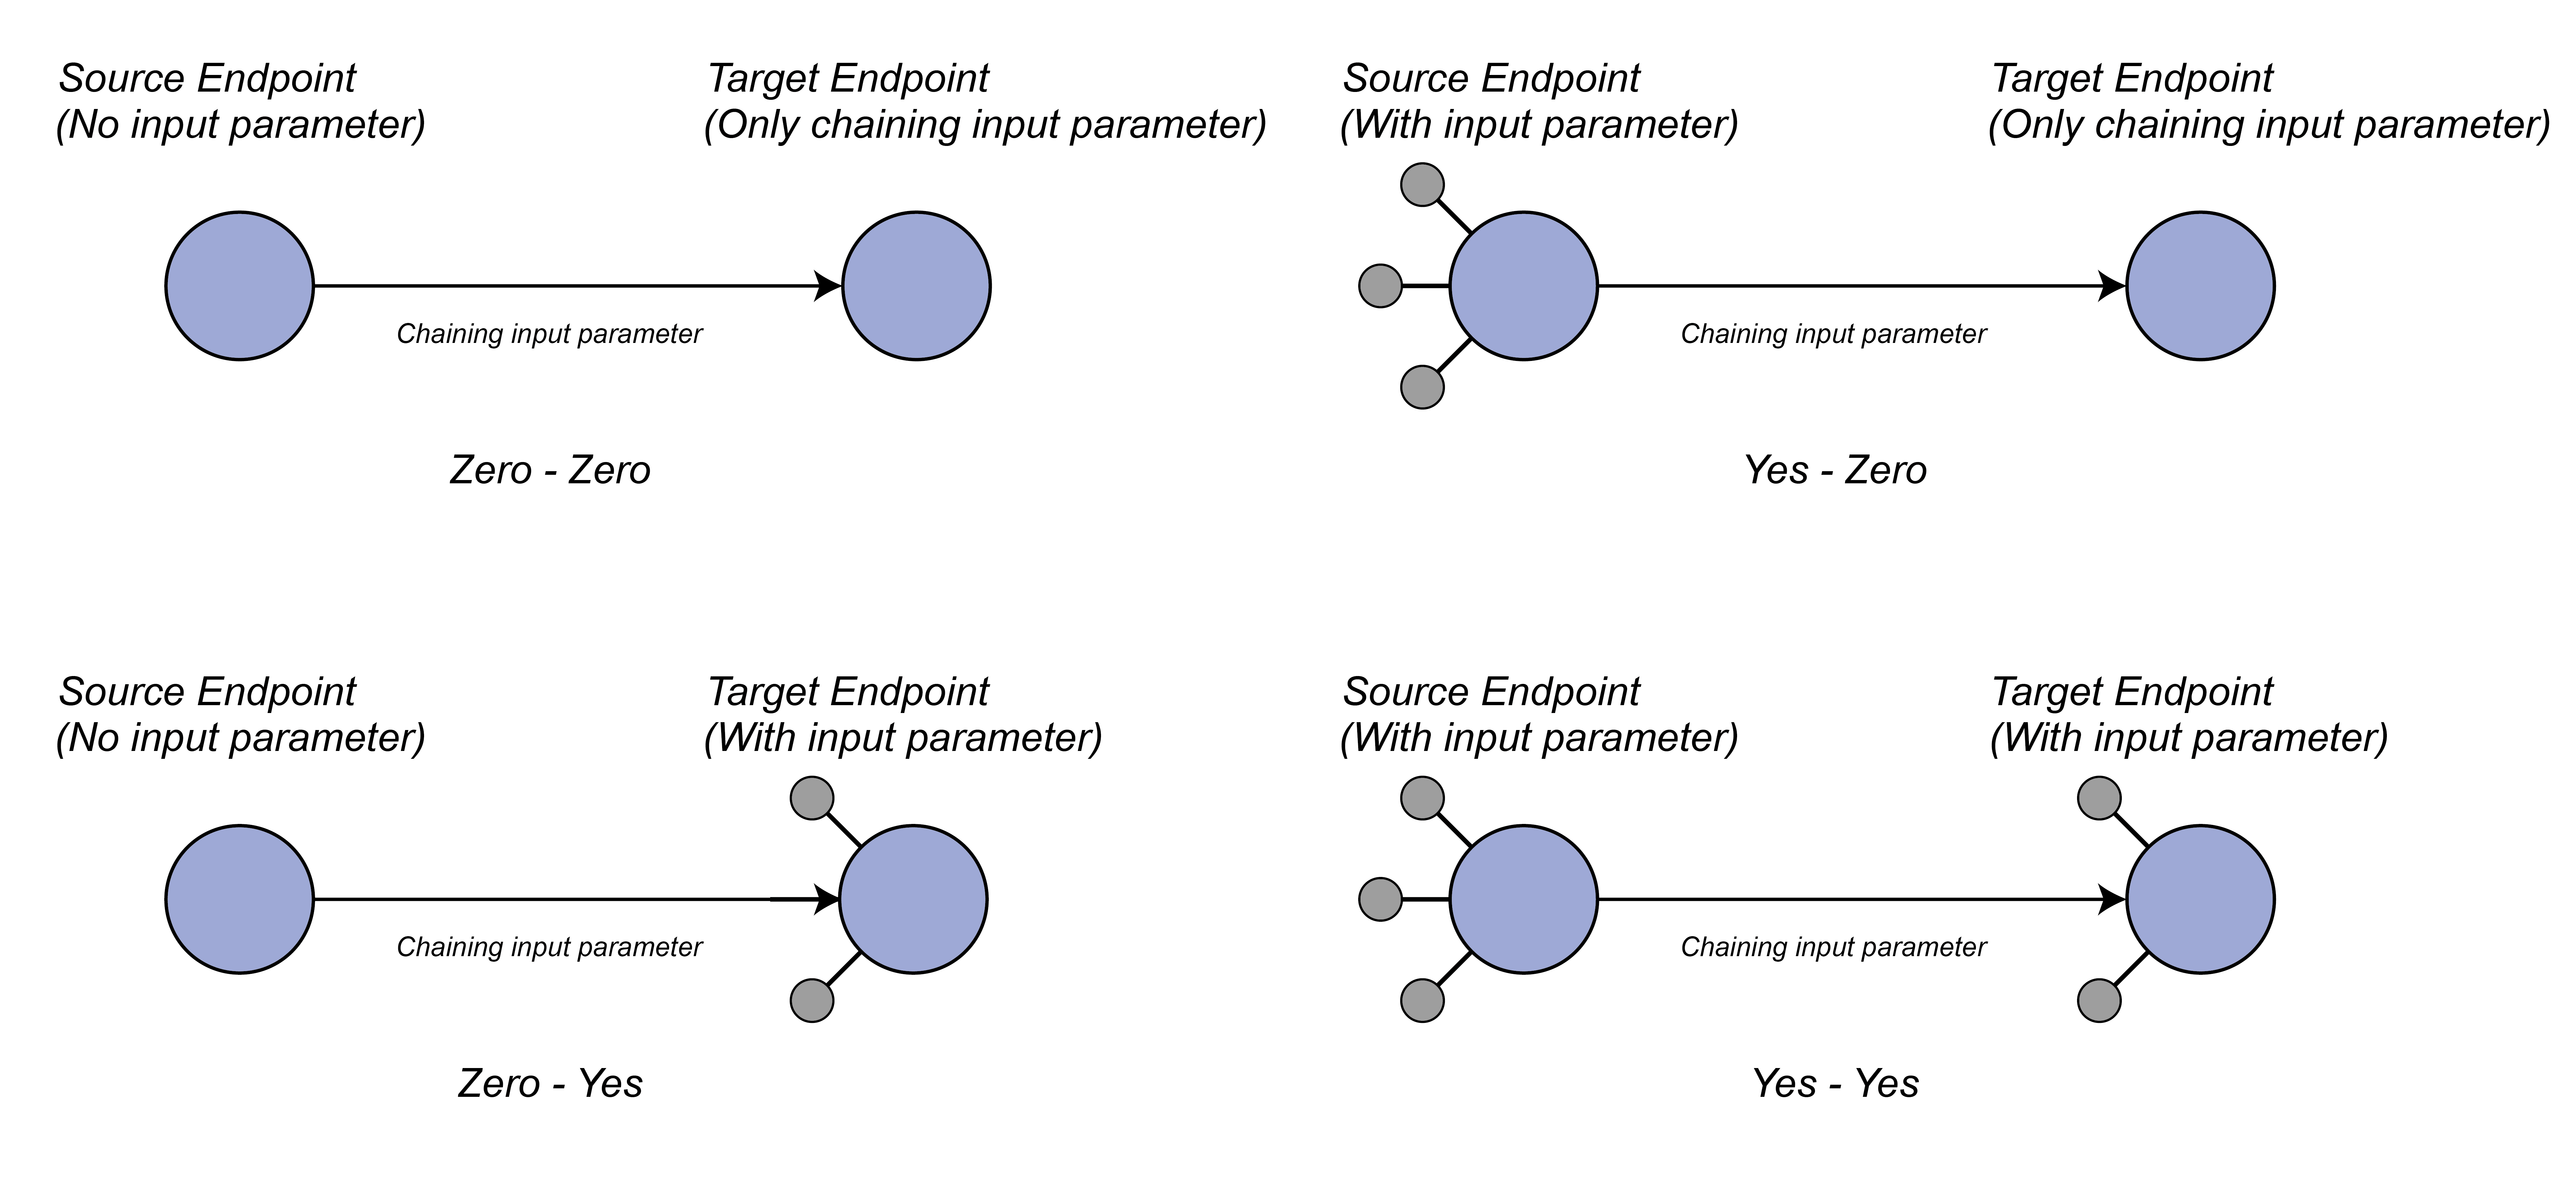 Source Endpoint
(No input parameter)
Target Endpoint
(Only chaining input parameter)
Chaining input parameter
Zero - Zero
Source Endpoint
(With input parameter)
Target Endpoint
(Only chaining input parameter)
Chaining input parameter
Yes - Zero
Source Endpoint
(No input parameter)
Target Endpoint
(With input parameter)
Chaining input parameter
Zero - Yes
Source Endpoint
(With input parameter)
Target Endpoint
(With input parameter)
Chaining input parameter
Yes - Yes